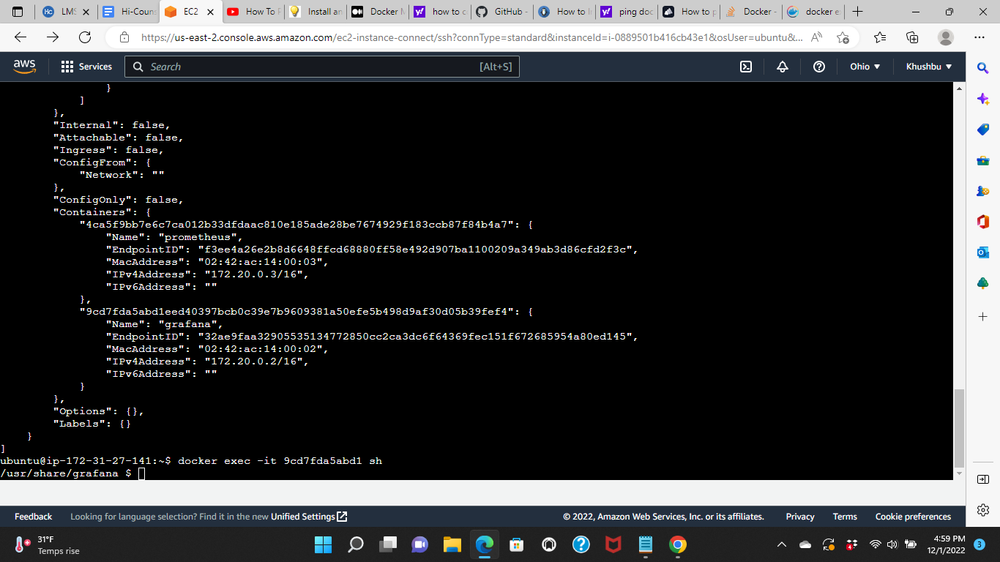 LMS
Hi-Couns
EC2
How To F
Install an
Docker N
how to c
GitHub -
How to In
ping doc
How to p
Docker -
docker e
https://us-east-2.console.aws.amazon.com/ec2-instance-connect/ssh?connType=standard&instanceId=i-0889501b416cb43e1&osUser=ubuntu&...
aws
Services
Search
[Alt+S]
Ohio
Khushbu
}
]
},
"Internal": false,
"Attachable": false,
"Ingress": false,
"ConfigFrom": {
"Network": ""
},
"ConfigOnly": false,
"Containers": {
"4ca5f9bb7e6c7ca012b33dfdaac810e185ade28be7674929f183ccb87f84b4a7": {
"Name": "prometheus",
"EndpointID": "f3ee4a26e2b8d6648ffcd68880ff58e492d907ba1100209a349ab3d86cfd2f3c",
"MacAddress": "02:42:ac:14:00:03",
"IPv4Address": "172.20.0.3/16",
"IPv6Address": ""
},
"9cd7fda5abd1eed40397bcb0c39e7b9609381a50efe5b498d9af30d05b39fef4": {
"Name": "grafana",
"EndpointID": "32ae9faa32905535134772850cc2ca3dc6f64369fec151f672685954a80ed145",
"MacAddress": "02:42:ac:14:00:02",
"IPv4Address": "172.20.0.2/16",
"IPv6Address": ""
}
},
"Options": {},
"Labels": {}
}
]
ubuntu@ip-172-31-27-141:~$ docker exec -it 9cd7fda5abd1 sh
/usr/share/grafana $
Feedback
Looking for language selection? Find it in the new Unified Settings
© 2022, Amazon Web Services, Inc. or its affiliates.
Privacy
Terms
Cookie preferences
31°F
Temps rise
4:59 PM
12/1/2022
3